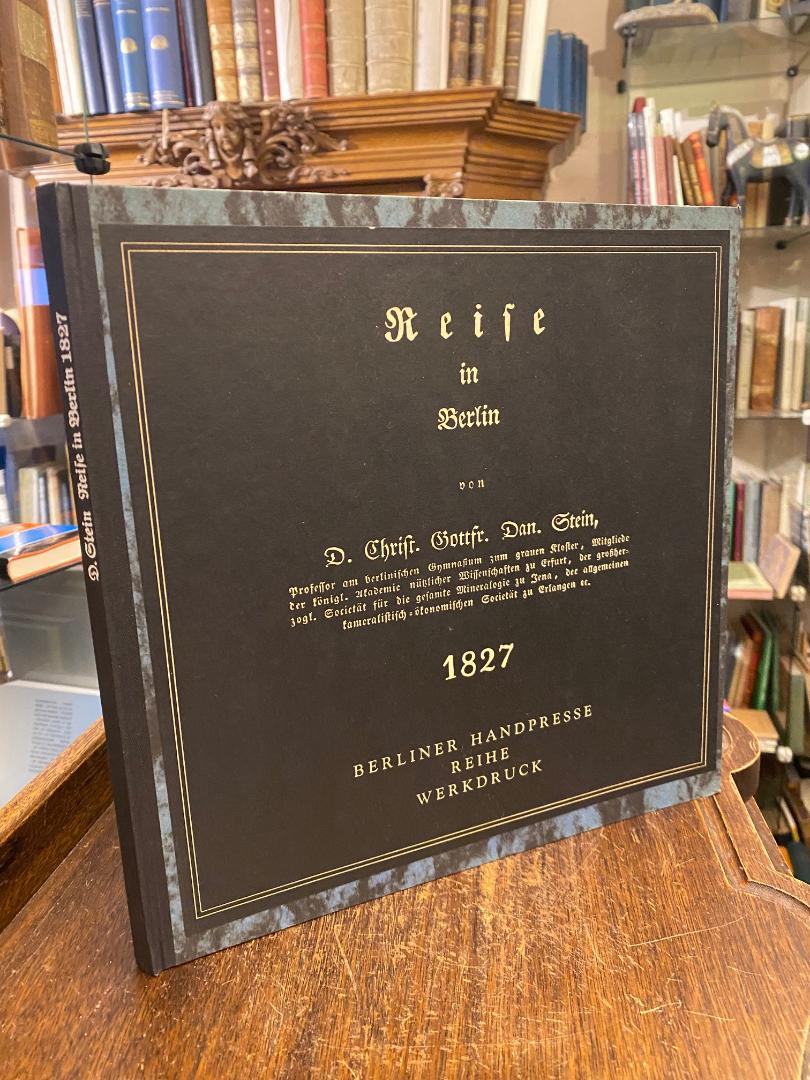 D. Stein Reiſe in Berlin 1827
Reiſe
in
Berlin
von
D. Chriſt. Gottfr. Dan. Stein,
Profeſſor am berliniſchen Gymnaſium zum grauen Kloſter, Mitgliede
der königl. Akademie nützlicher Wiſſenſchaften zu Erfurt, der großher-
zogl. Societät für die geſamte Mineralogie zu Jena, der allgemeinen
kameraliſtiſch-ökonomiſchen Societät zu Erlangen ꝛc.
1827
BERLINER HANDPRESSE
REIHE
WERKDRUCK